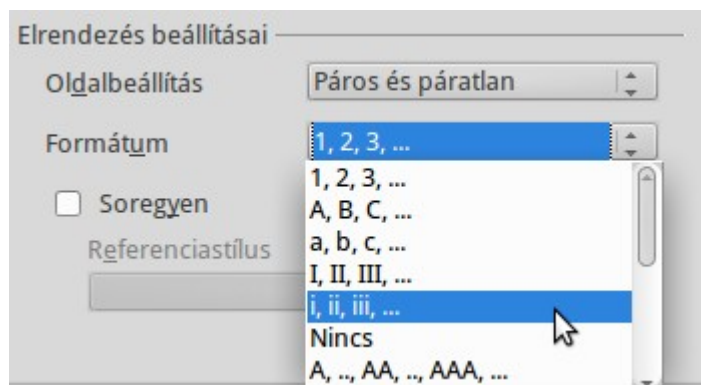 Elrendezés beállításai
Oldalbeállítás Páros és páratlan
Formátum 1, 2, 3, ...
1, 2, 3, ...
Soregyen A, B, C, ...
a, b, c, ...
Referenciastílus
I, II, III, ...
i, ii, iii, ...
Nincs
A, .., AA, .., AAA, ...